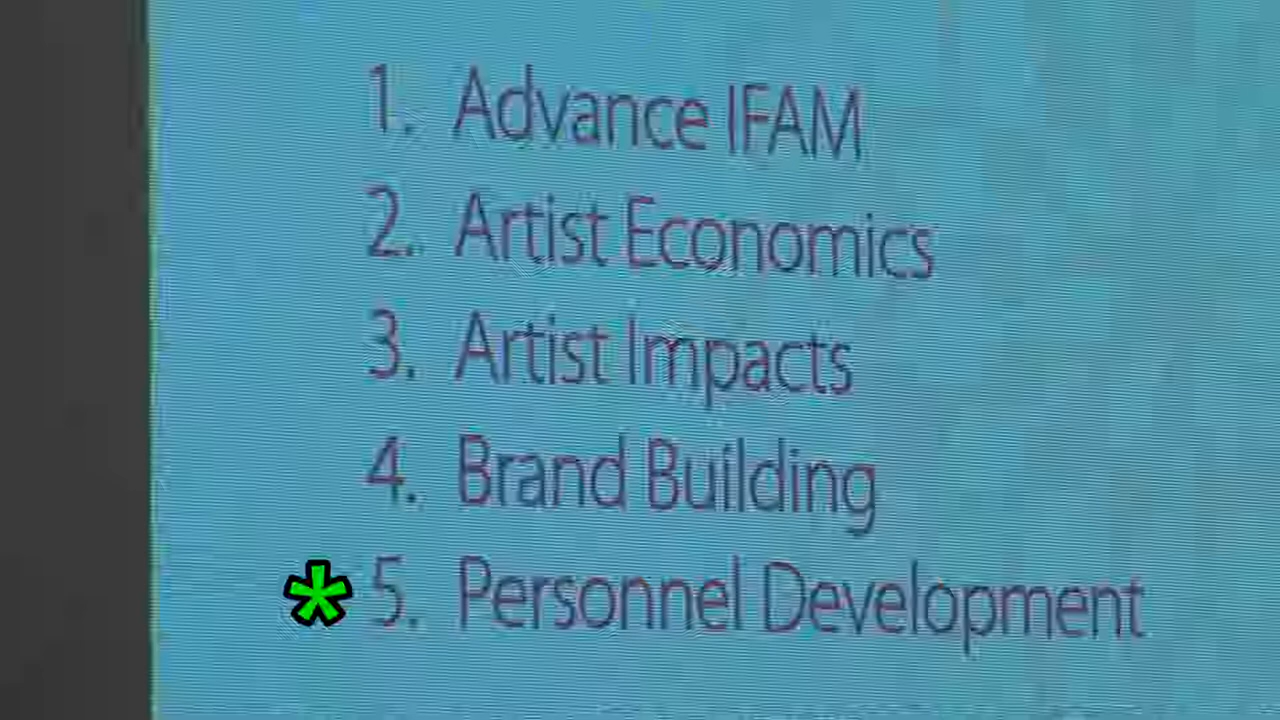 1. Advance IFAM
2. Artist Economics
3. Artist Impacts
4. Brand Building
* 5. Personnel Development